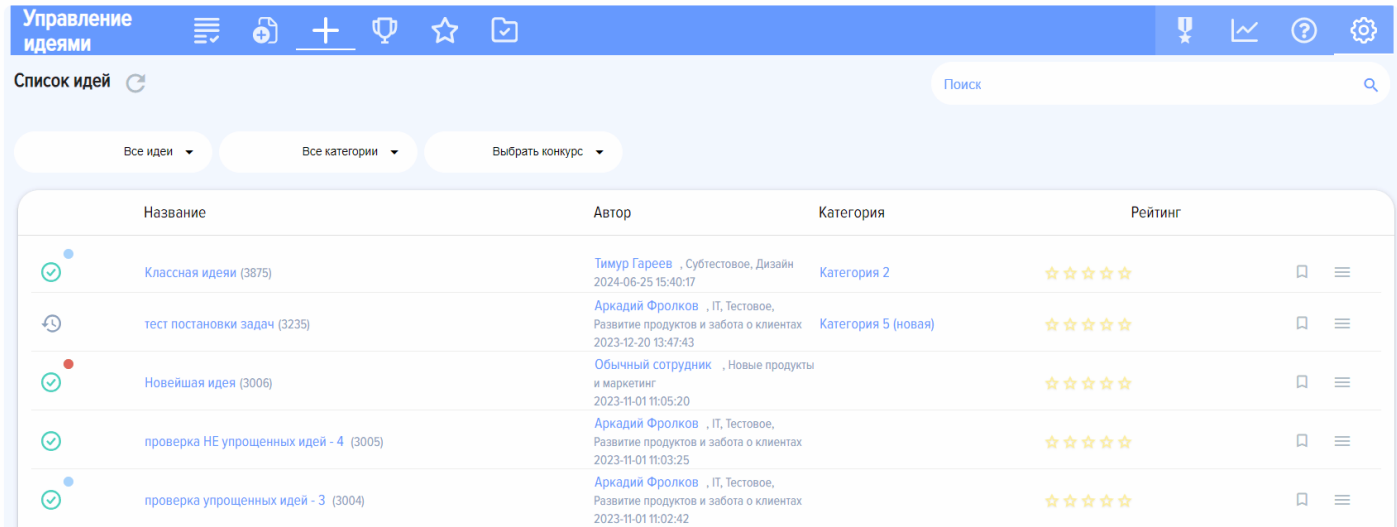 Управление
идеями
Список идей
Поиск
Все идеи
Все категории
Выбрать конкурс
Название
Автор
Категория
Рейтинг
Классная идеяи (3875)
Тимур Гареев , Субтестовое, Дизайн
2024-06-25 15:40:17
Категория 2
тест постановки задач (3235)
Аркадий Фролков , IT, Тестовое,
Развитие продуктов и забота о клиентах
2023-12-20 13:47:43
Категория 5 (новая)
Новейшая идея (3006)
Обычный сотрудник , Новые продукты
и маркетинг
2023-11-01 11:05:20
проверка НЕ упрощенных идей - 4 (3005)
Аркадий Фролков , IT, Тестовое,
Развитие продуктов и забота о клиентах
2023-11-01 11:03:25
проверка упрощенных идей - 3 (3004)
Аркадий Фролков , IT, Тестовое,
Развитие продуктов и забота о клиентах
2023-11-01 11:02:42